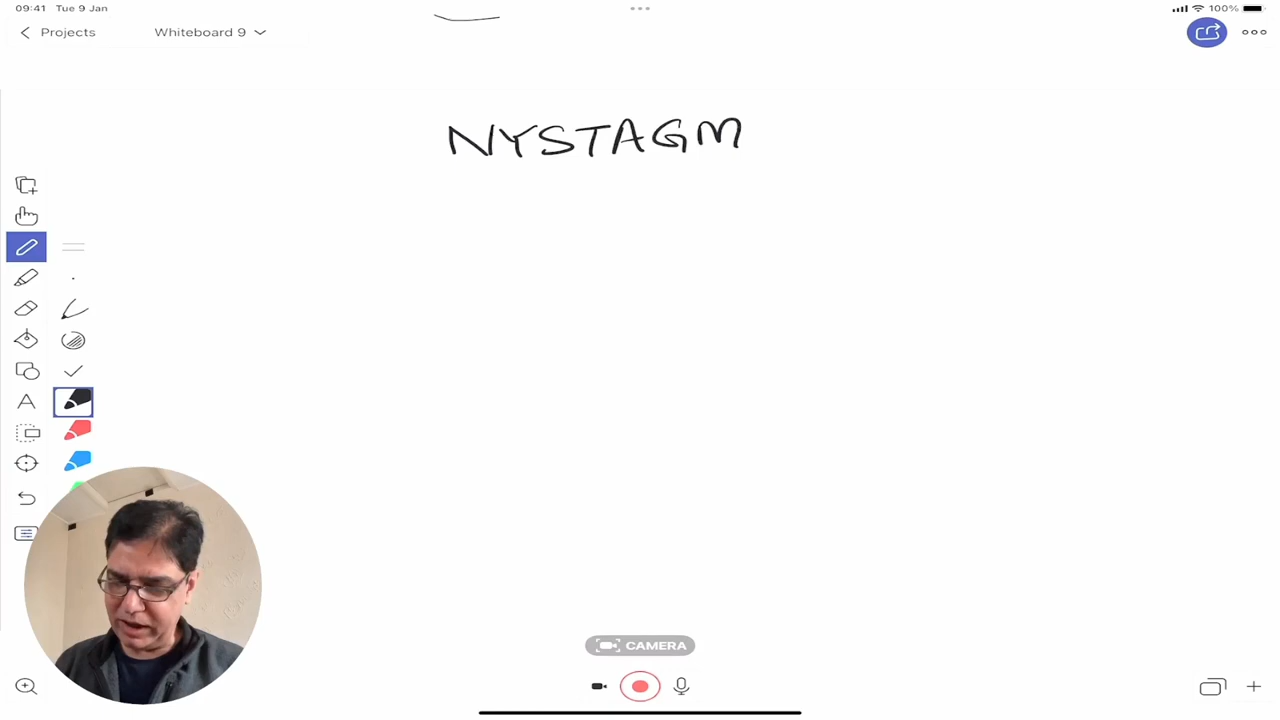 09:41 Tue 9 Jan 100%
Projects Whiteboard 9
NYSTAGM
A
CAMERA